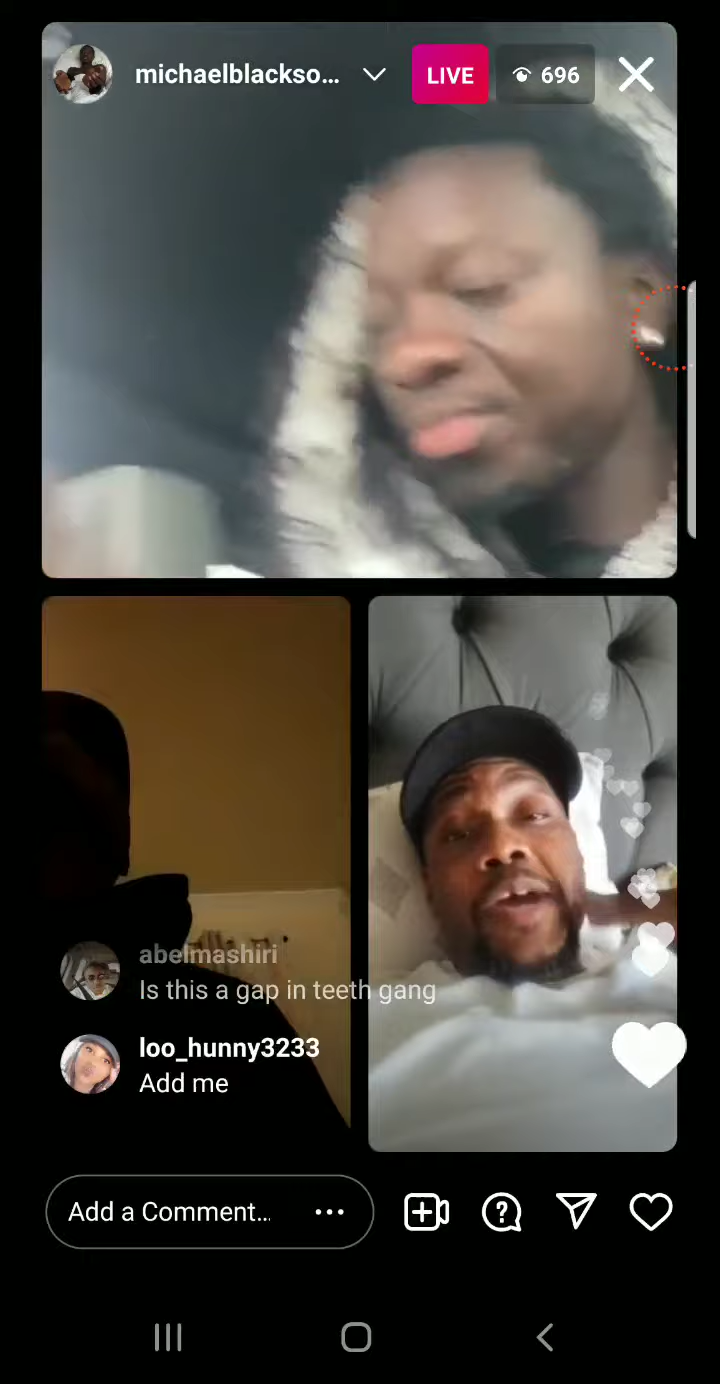 michaelblackso...
LIVE
696
abelmashiri
Is this a gap in teeth gang
loo_hunny3233
Add me
Add a Comment...